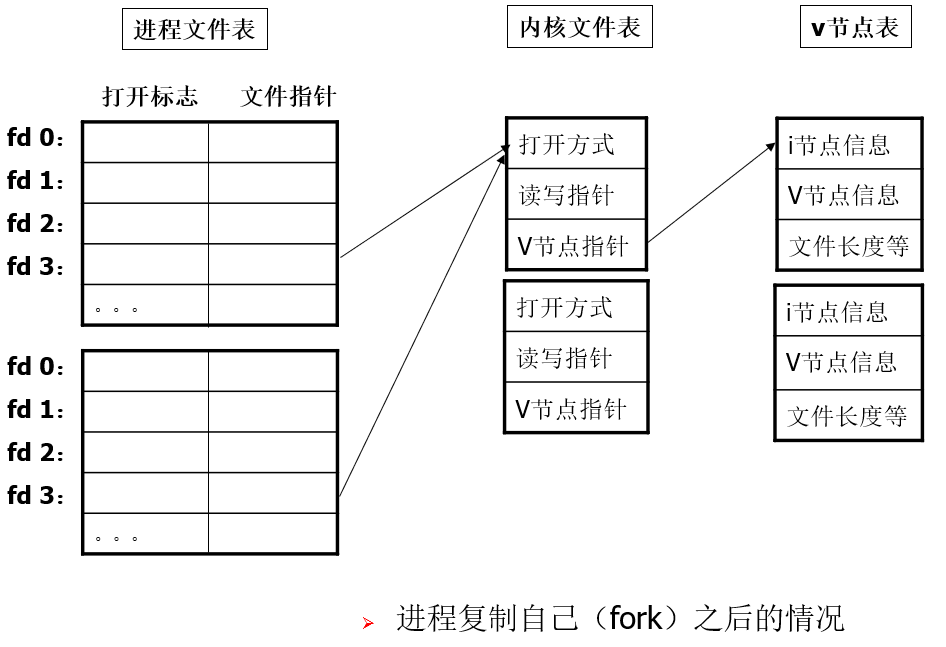 进程文件表
内核文件表
v节点表
打开标志 文件指针
fd 0：
fd 1：
fd 2：
fd 3：
。。。
fd 0：
fd 1：
fd 2：
fd 3：
。。。
打开方式
读写指针
V节点指针
打开方式
读写指针
V节点指针
i节点信息
V节点信息
文件长度等
i节点信息
V节点信息
文件长度等
进程复制自己（fork）之后的情况